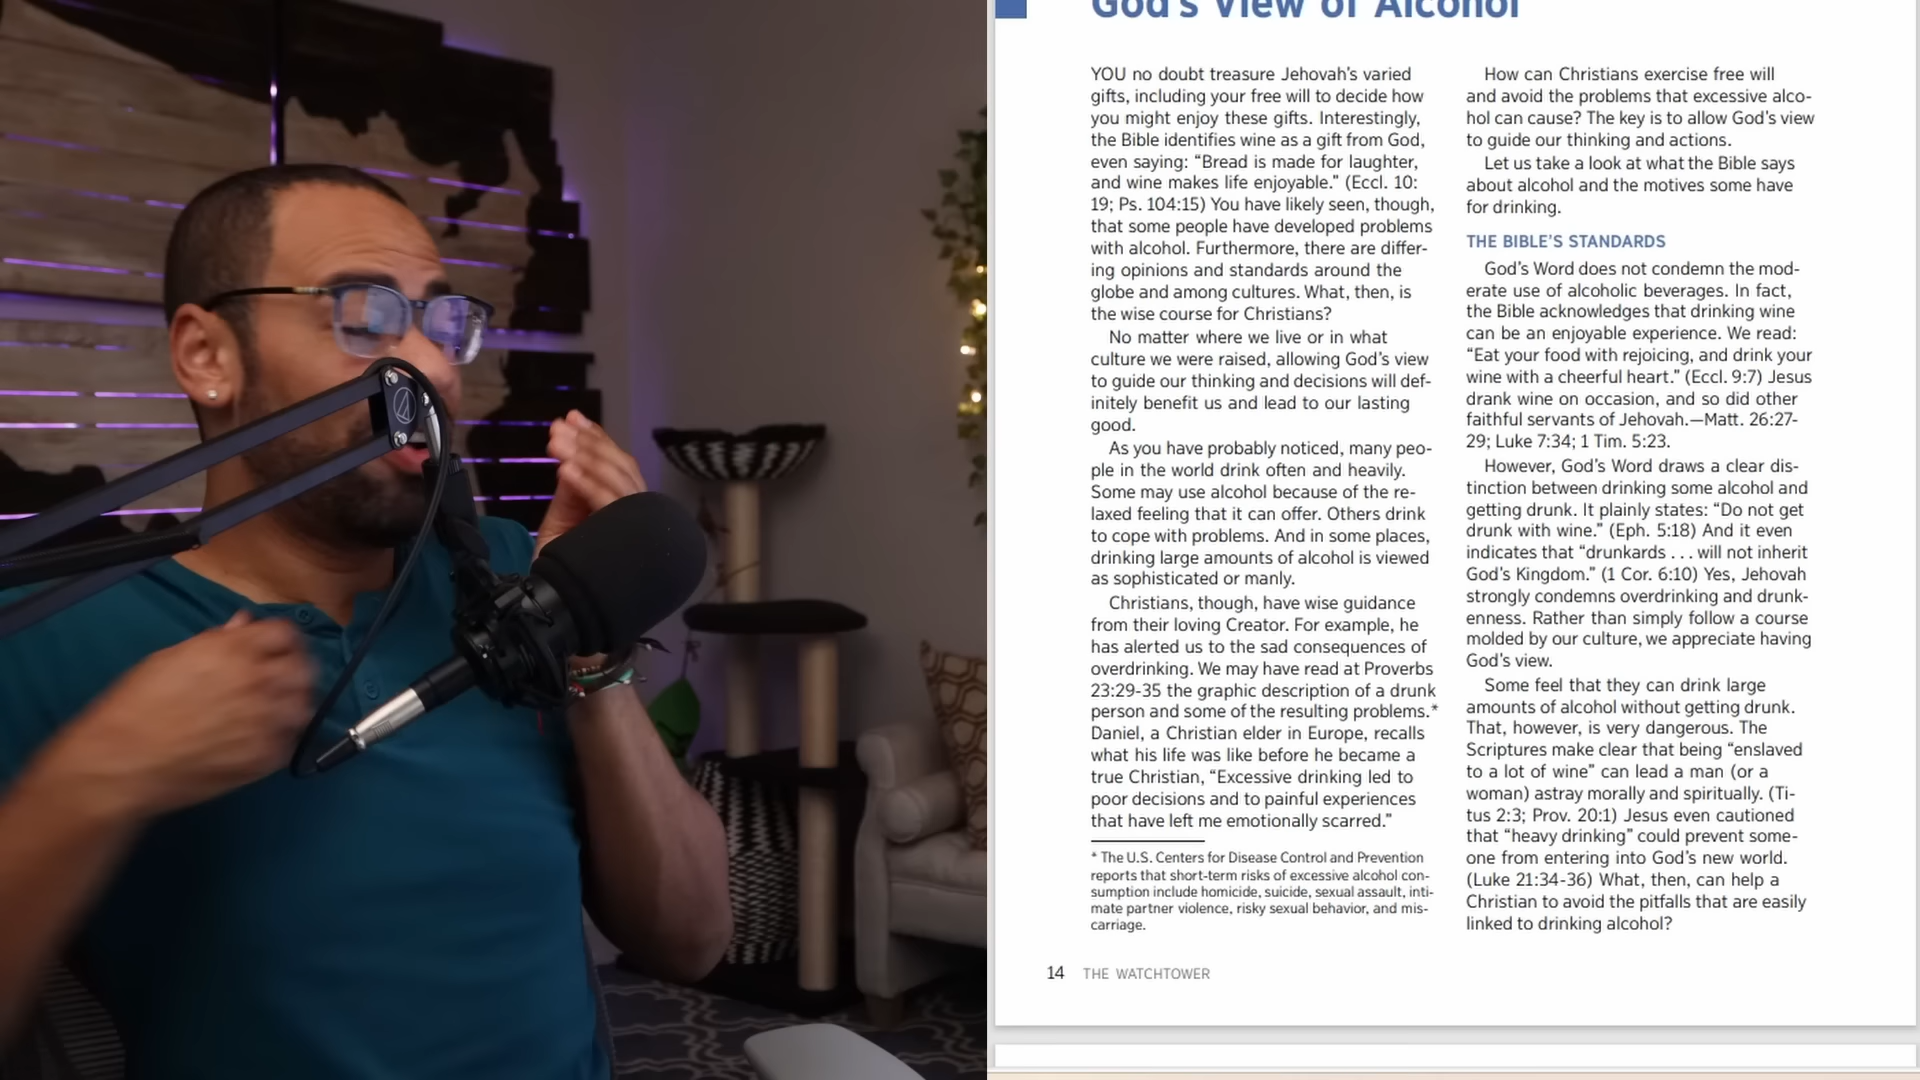 God's View of Alcohol
YOU no doubt treasure Jehovah's varied
gifts, including your free will to decide how
you might enjoy these gifts. Interestingly,
the Bible identifies wine as a gift from God,
even saying: “Bread is made for laughter,
and wine makes life enjoyable.” (Eccl. 10:
19; Ps. 104:15) You have likely seen, though,
that some people have developed problems
with alcohol. Furthermore, there are differ-
ing opinions and standards around the
globe and among cultures. What, then, is
the wise course for Christians?
No matter where we live or in what
culture we were raised, allowing God's view
to guide our thinking and decisions will def-
initely benefit us and lead to our lasting
good.
As you have probably noticed, many peo-
ple in the world drink often and heavily.
Some may use alcohol because of the re-
laxed feeling that it can offer. Others drink
to cope with problems. And in some places,
drinking large amounts of alcohol is viewed
as sophisticated or manly.
Christians, though, have wise guidance
from their loving Creator. For example, he
has alerted us to the sad consequences of
overdrinking. We may have read at Proverbs
23:29-35 the graphic description of a drunk
person and some of the resulting problems.*
Daniel, a Christian elder in Europe, recalls
what his life was like before he became a
true Christian, “Excessive drinking led to
poor decisions and to painful experiences
that have left me emotionally scarred.”
* The U.S. Centers for Disease Control and Prevention
reports that short-term risks of excessive alcohol con-
sumption include homicide, suicide, sexual assault, inti-
mate partner violence, risky sexual behavior, and mis-
carriage.
How can Christians exercise free will
and avoid the problems that excessive alco-
hol can cause? The key is to allow God's view
to guide our thinking and actions.
Let us take a look at what the Bible says
about alcohol and the motives some have
for drinking.
THE BIBLE'S STANDARDS
God's Word does not condemn the mod-
erate use of alcoholic beverages. In fact,
the Bible acknowledges that drinking wine
can be an enjoyable experience. We read:
“Eat your food with rejoicing, and drink your
wine with a cheerful heart.” (Eccl. 9:7) Jesus
drank wine on occasion, and so did other
faithful servants of Jehovah.—Matt. 26:27-
29; Luke 7:34; 1 Tim. 5:23.
However, God's Word draws a clear dis-
tinction between drinking some alcohol and
getting drunk. It plainly states: “Do not get
drunk with wine.” (Eph. 5:18) And it even
indicates that “drunkards . . . will not inherit
God's Kingdom.” (1 Cor. 6:10) Yes, Jehovah
strongly condemns overdrinking and drunk-
enness. Rather than simply follow a course
molded by our culture, we appreciate having
God's view.
Some feel that they can drink large
amounts of alcohol without getting drunk.
That, however, is very dangerous. The
Scriptures make clear that being “enslaved
to a lot of wine” can lead a man (or a
woman) astray morally and spiritually. (Ti-
tus 2:3; Prov. 20:1) Jesus even cautioned
that “heavy drinking” could prevent some-
one from entering into God's new world.
(Luke 21:34-36) What, then, can help a
Christian to avoid the pitfalls that are easily
linked to drinking alcohol?
14 THE WATCHTOWER